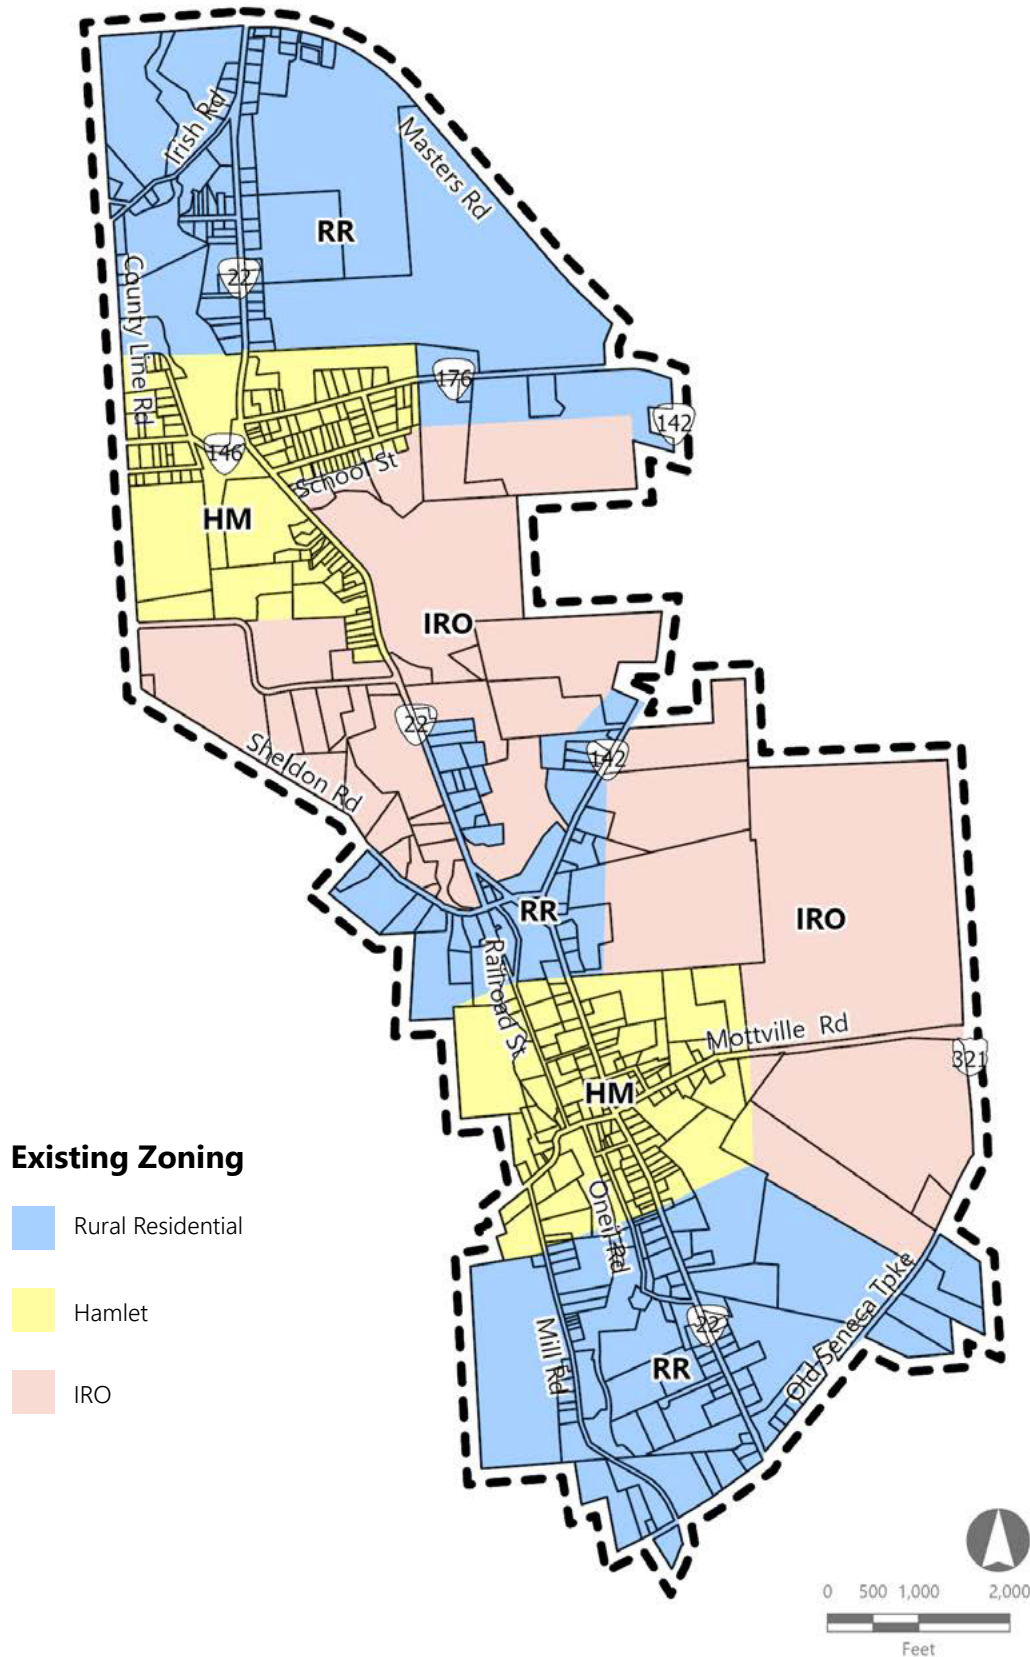 Irish Rd
Masters Rd
RR
22
County Line Rd
176
142
146
School St
HM
IRO
22
142
Sheldon Rd
RR
IRO
Railroad St
Mottville Rd
321
HM
Existing Zoning
Oneil Rd
Rural Residential
Old Seneca Tpke
Hamlet
22
Mill Rd
RR
IRO
0 500 1,000 2,000
Feet